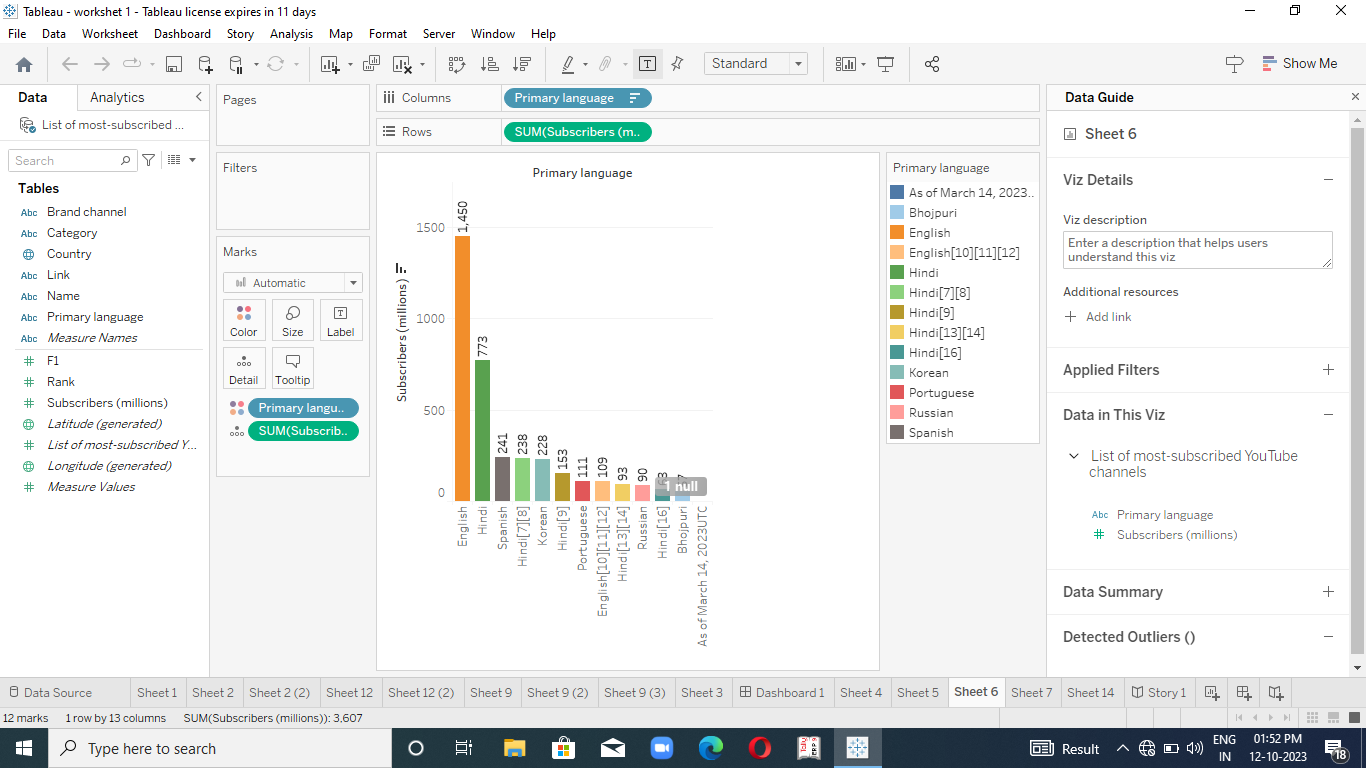 Tableau - workshet 1 - Tableau license expires in 11 days
File Data Worksheet Dashboard Story Analysis Map Format Server Window Help
Standard
Show Me
Data
Analytics
List of most-subscribed ...
Search
Tables
Abc Brand channel
Abc Category
Country
Abc Link
Abc Name
Abc Primary language
Abc Measure Names
F1
Rank
Subscribers (millions)
Latitude (generated)
List of most-subscribed Y...
Longitude (generated)
Measure Values
Pages
Filters
Marks
Automatic
Color Size Label
Detail Tooltip
Primary langu..
SUM(Subscrib..
Columns Primary language
Rows SUM(Subscribers (m..
Primary language
Subscribers (millions)
1500
1000
500
0
1,450
773
241
238
228
153
111
109
93
90
1 null
English
Hindi
Spanish
Hindi[7][8]
Korean
Hindi[9]
Portuguese
English[10][11][12]
Hindi[13][14]
Russian
Hindi[16]
Bhojpuri
As of March 14, 2023UTC
Primary language
As of March 14, 2023..
Bhojpuri
English
English[10][11][12]
Hindi
Hindi[7][8]
Hindi[9]
Hindi[13][14]
Hindi[16]
Korean
Portuguese
Russian
Spanish
Data Guide
Sheet 6
Viz Details
Viz description
Enter a description that helps users
understand this viz
Additional resources
Add link
Applied Filters
Data in This Viz
List of most-subscribed YouTube
channels
Abc Primary language
Subscribers (millions)
Data Summary
Detected Outliers ()
Data Source Sheet 1 Sheet 2 Sheet 2 (2) Sheet 12 Sheet 12 (2) Sheet 9 Sheet 9 (2) Sheet 9 (3) Sheet 3 Dashboard 1 Sheet 4 Sheet 5 Sheet 6 Sheet 7 Sheet 14 Story 1
12 marks 1 row by 13 columns SUM(Subscribers (millions)): 3,607
Type here to search
Result
ENG
IN
01:52 PM
12-10-2023
18